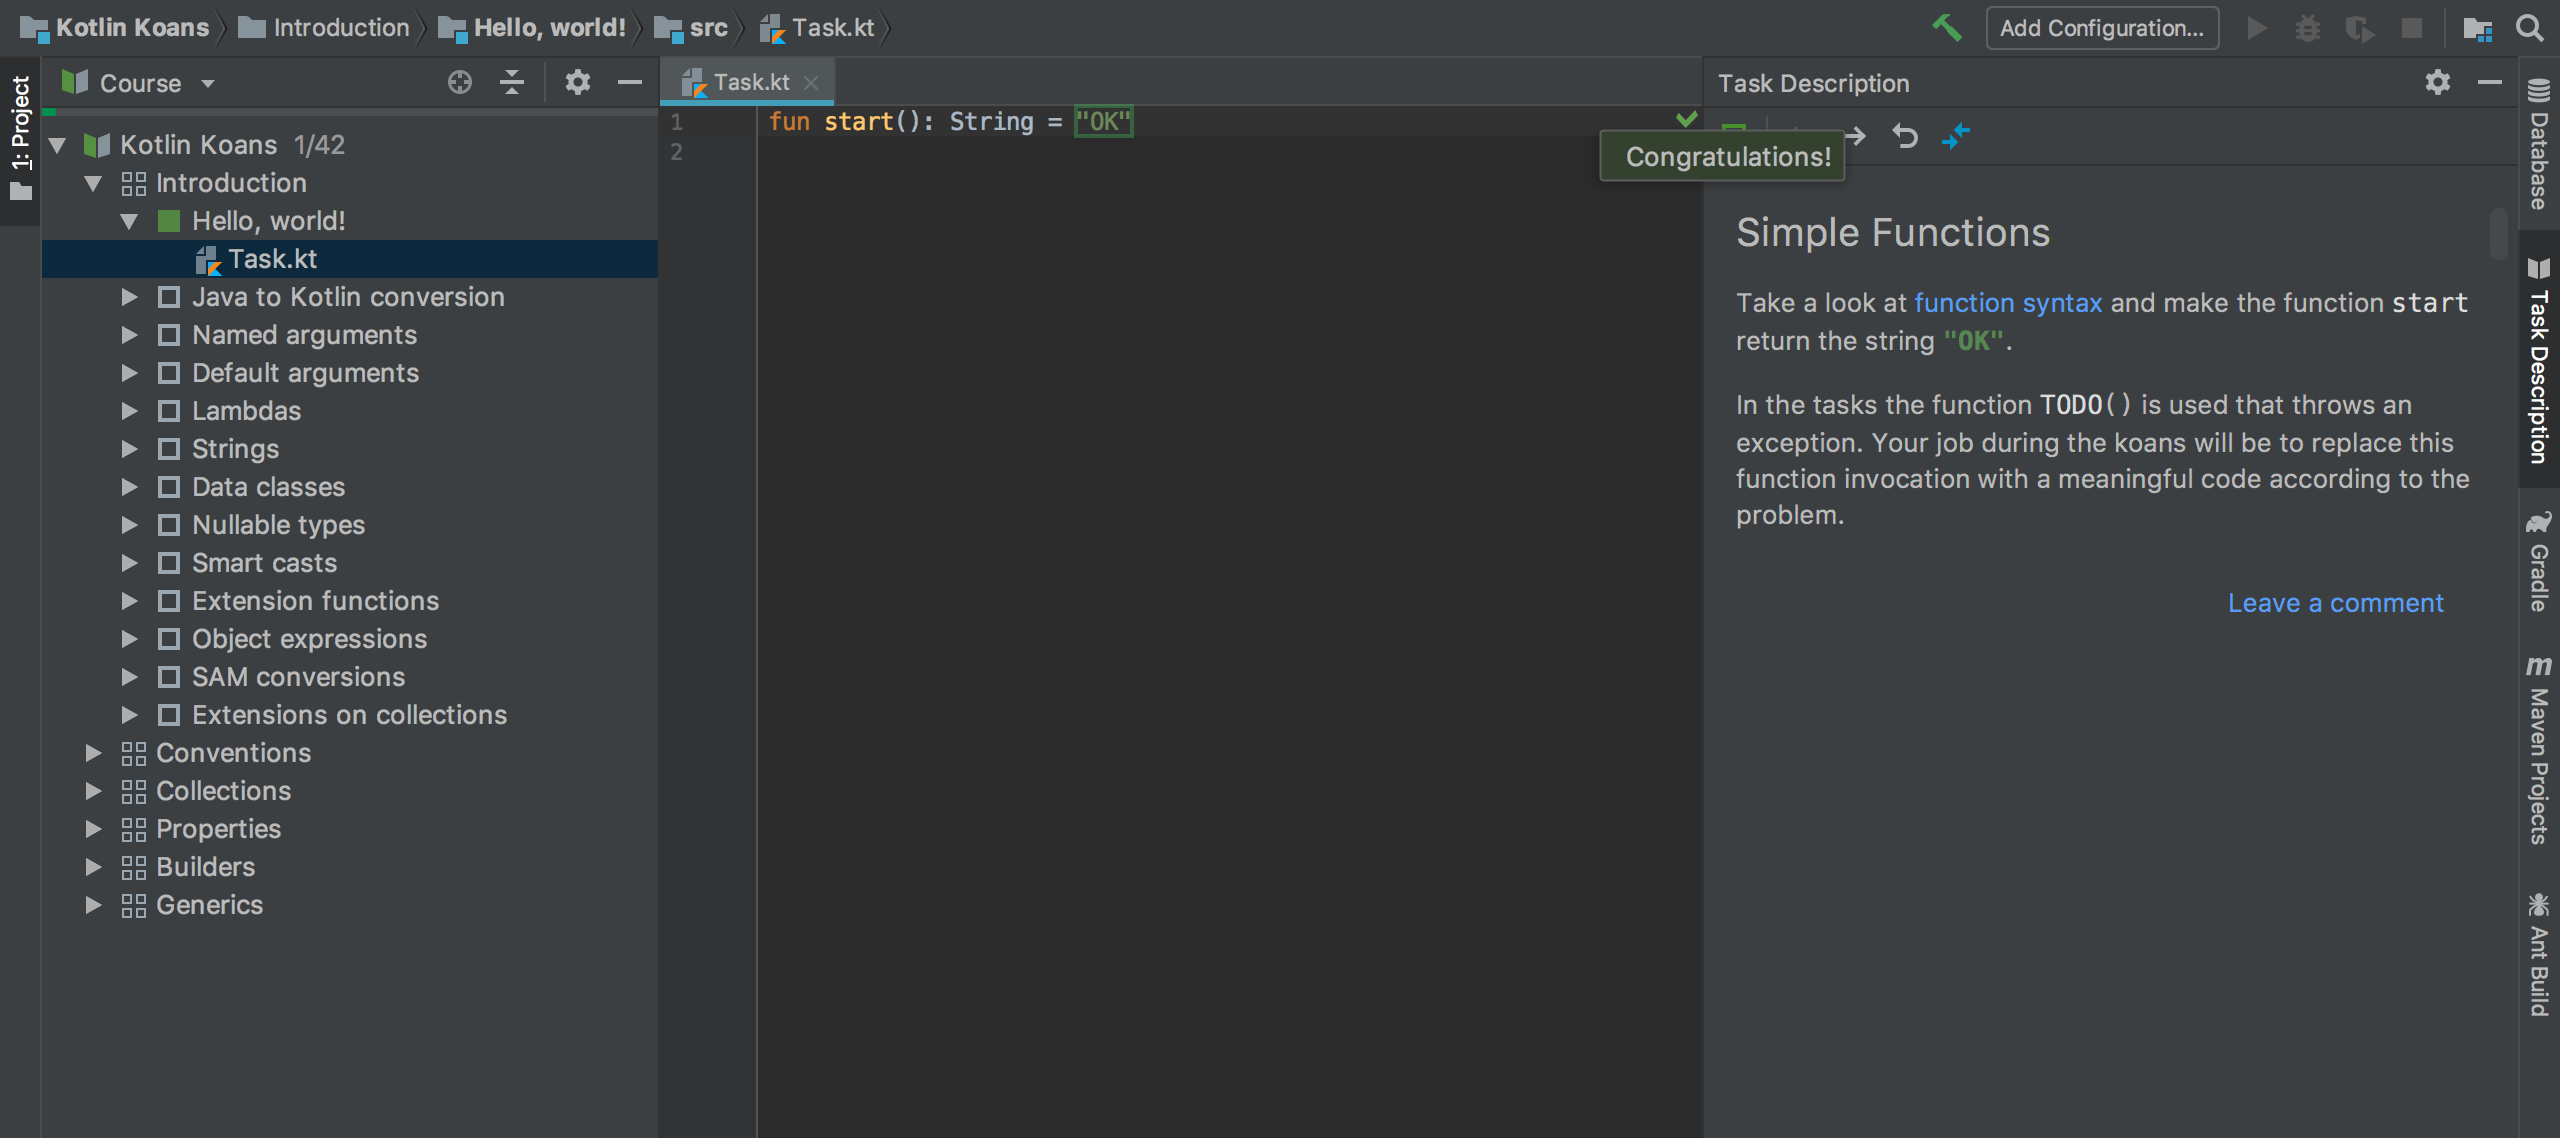 Kotlin Koans
Introduction
Hello, world!
src
Task.kt
Add Configuration...
1: Project
Course
Kotlin Koans 1/42
Introduction
Hello, world!
Task.kt
Java to Kotlin conversion
Named arguments
Default arguments
Lambdas
Strings
Data classes
Nullable types
Smart casts
Extension functions
Object expressions
SAM conversions
Extensions on collections
Conventions
Collections
Properties
Builders
Generics
Task.kt
1 fun start(): String = "OK"
2
Congratulations!
Task Description
Simple Functions
Take a look at function syntax and make the function start
return the string "OK".
In the tasks the function TODO() is used that throws an
exception. Your job during the koans will be to replace this
function invocation with a meaningful code according to the
problem.
Leave a comment
Database
Task Description
Gradle
m Maven Projects
Ant Build